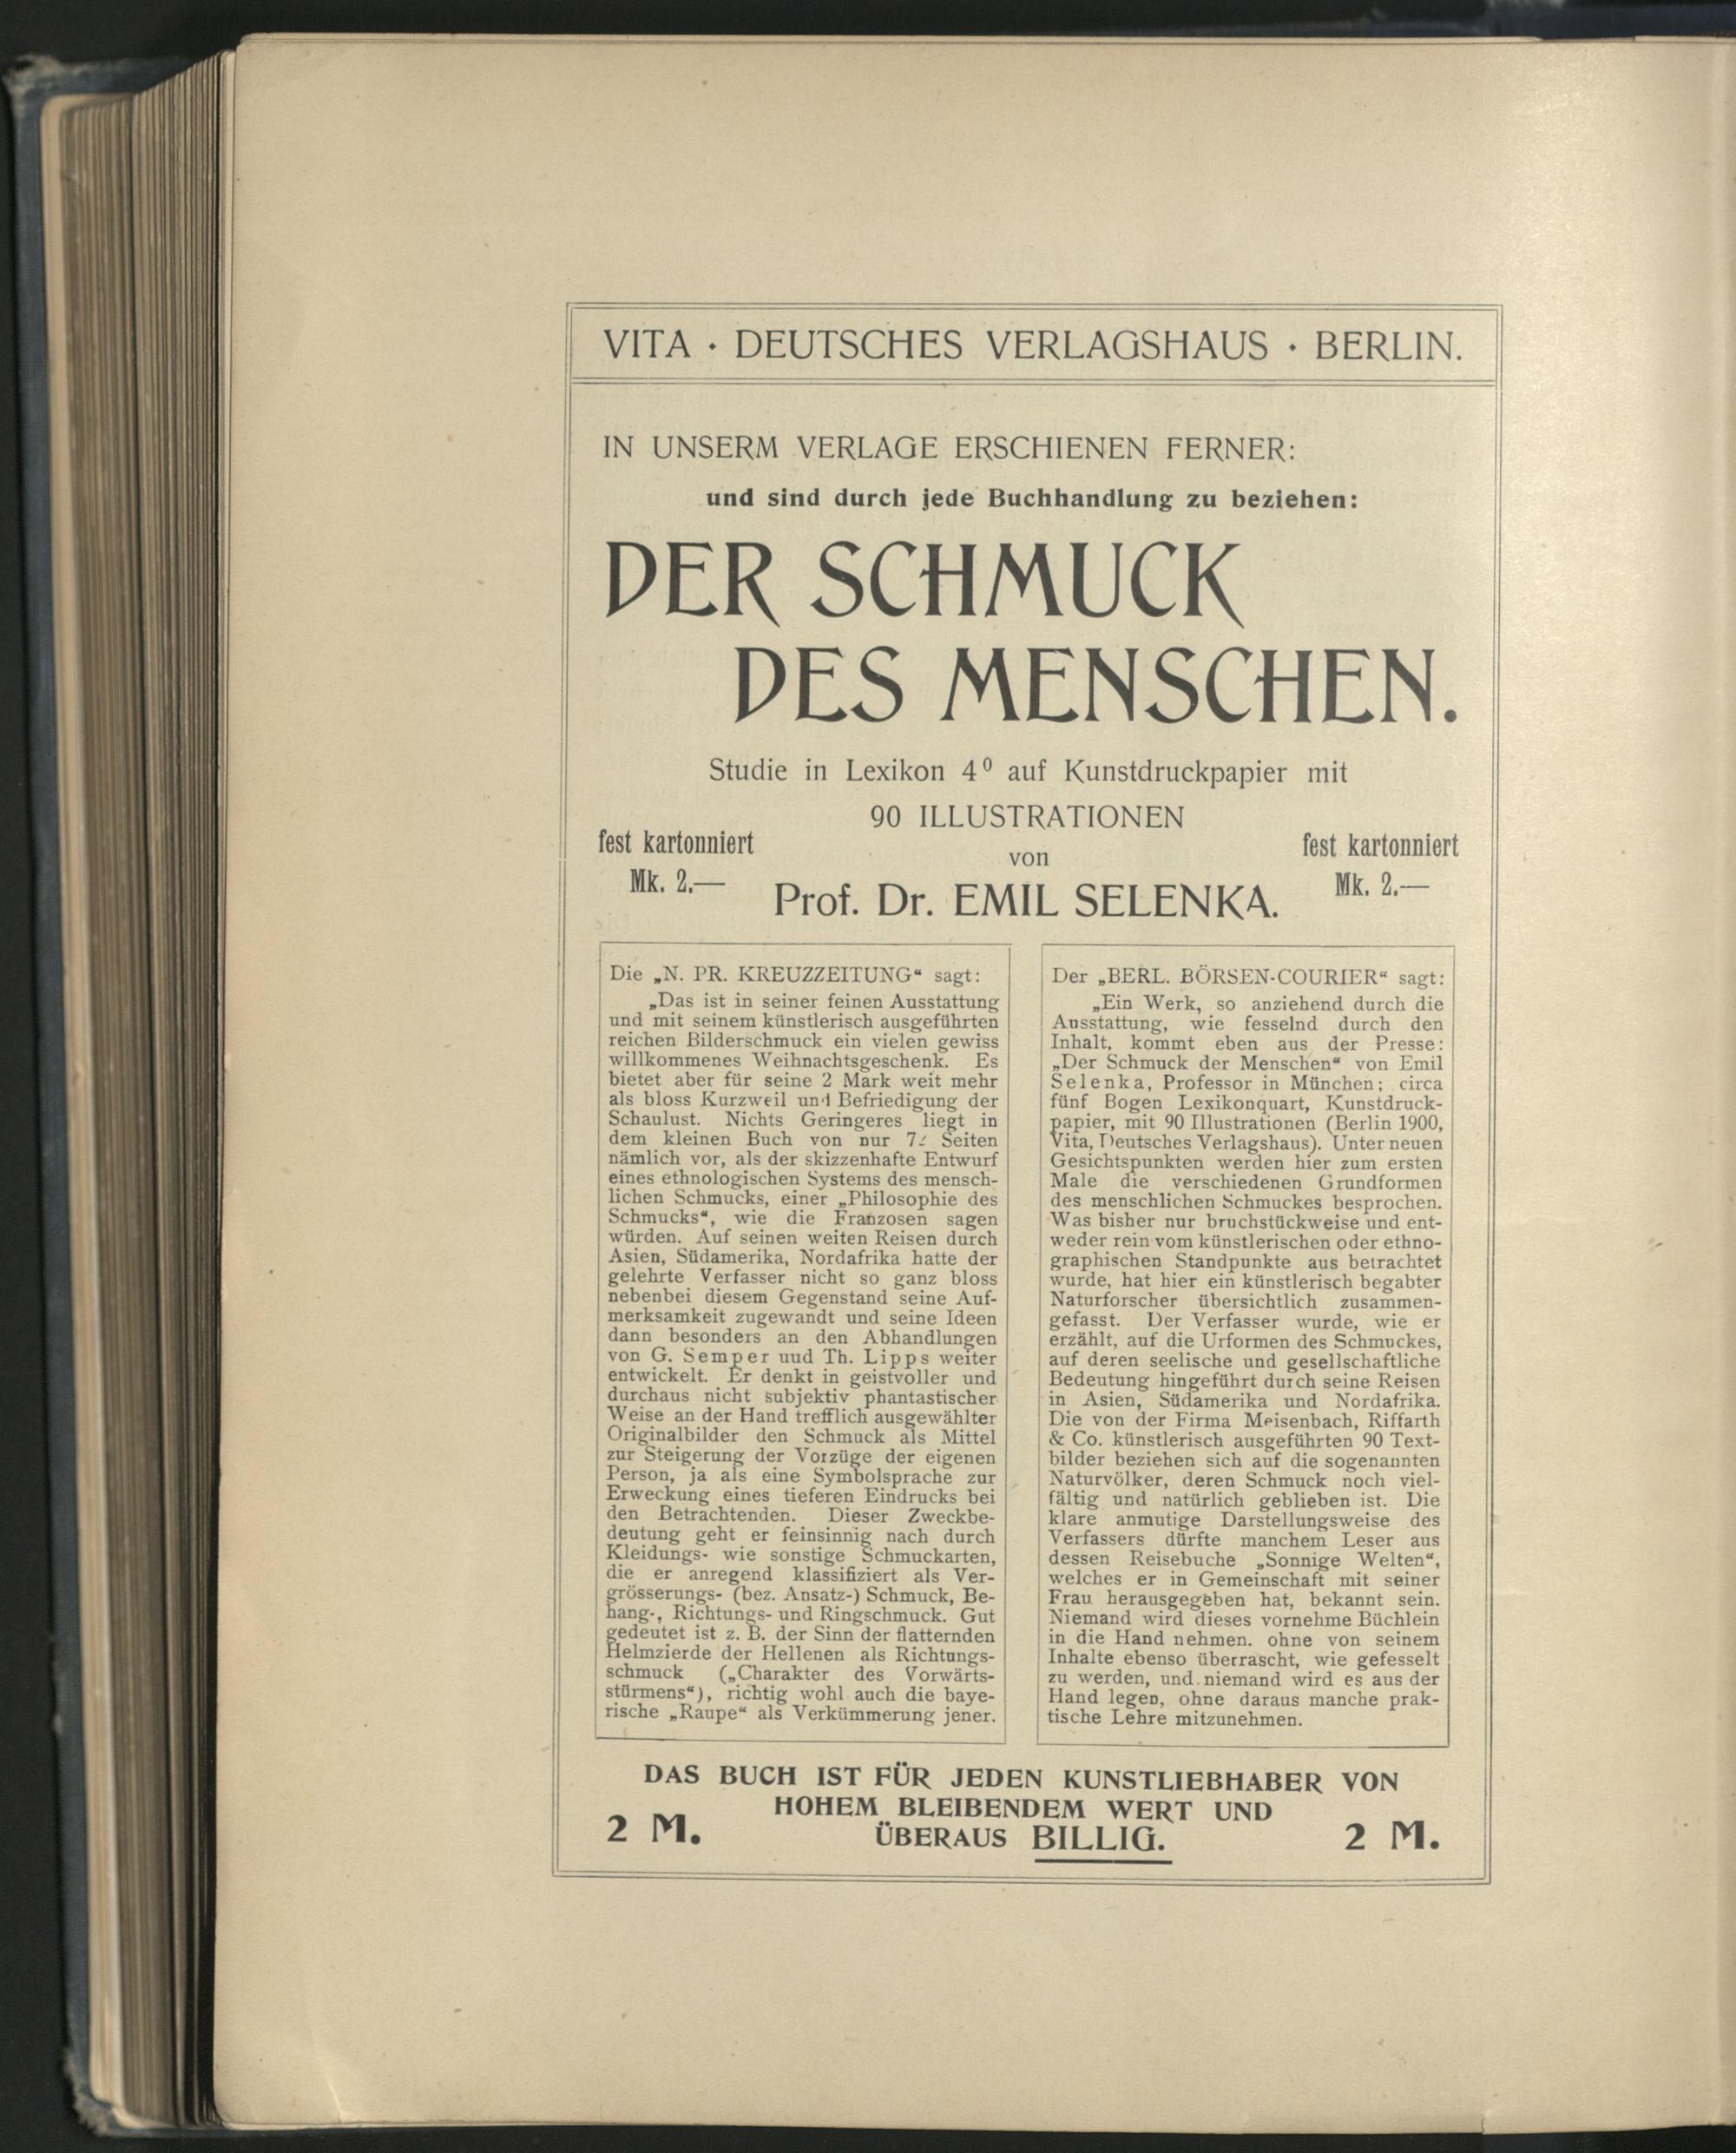 VITA • DEUTSCHES VERLAGSHAUS • BERLIN.
IN UNSERM VERLAGE ERSCHIENEN FERNER:
und sind durch jede Buchhandlung zu beziehen:
DER SCHMUCK
DES MENSCHEN.
Studie in Lexikon 4⁰ auf Kunstdruckpapier mit
90 ILLUSTRATIONEN
fest kartonniert
Mk. 2.—
von
Prof. Dr. EMIL SELENKA.
fest kartonniert
Mk. 2.—
Die „N. PR. KREUZZEITUNG“ sagt:
„Das ist in seiner feinen Ausstattung
und mit seinem künstlerisch ausgeführten
reichen Bilderschmuck ein vielen gewiss
willkommenes Weihnachtsgeschenk. Es
bietet aber für seine 2 Mark weit mehr
als bloss Kurzweil und Befriedigung der
Schaulust. Nichts Geringeres liegt in
dem kleinen Buch von nur Seiten
nämlich vor, als der skizzenhafte Entwurf
eines ethnologischen Systems des mensch-
lichen Schmucks, einer „Philosophie des
Schmucks“, wie die Franzosen sagen
würden. Auf seinen weiten Reisen durch
Asien, Südamerika, Nordafrika hatte der
gelehrte Verfasser nicht so ganz bloss
nebenbei diesem Gegenstand seine Auf-
merksamkeit zugewandt und seine Ideen
dann besonders an den Abhandlungen
von G. Semper uud Th. Lipps weiter
entwickelt. Er denkt in geistvoller und
durchaus nicht subjektiv phantastischer
Weise an der Hand trefflich ausgewählter
Originalbilder den Schmuck als Mittel
zur Steigerung der Vorzüge der eigenen
Person, ja als eine Symbolsprache zur
Erweckung eines tieferen Eindrucks bei
den Betrachtenden. Dieser Zweckbe-
deutung geht er feinsinnig nach durch
Kleidungs- wie sonstige Schmuckarten,
die er anregend klassifiziert als Ver-
grösserungs- (bez. Ansatz-) Schmuck, Be-
hang-, Richtungs- und Ringschmuck. Gut
gedeutet ist z. B. der Sinn der flatternden
Helmzierde der Hellenen als Richtungs-
schmuck („Charakter des Vorwärts-
stürmens“), richtig wohl auch die baye-
rische „Raupe“ als Verkümmerung jener.
Der „BERL. BÖRSEN-COURIER“ sagt:
„Ein Werk, so anziehend durch die
Ausstattung, wie fesselnd durch den
Inhalt, kommt eben aus der Presse:
„Der Schmuck der Menschen“ von Emil
Selenka, Professor in München; circa
fünf Bogen Lexikonquart, Kunstdruck-
papier, mit 90 Illustrationen (Berlin 1900,
Vita, Deutsches Verlagshaus). Unter neuen
Gesichtspunkten werden hier zum ersten
Male die verschiedenen Grundformen
des menschlichen Schmuckes besprochen.
Was bisher nur bruchstückweise und ent-
weder rein vom künstlerischen oder ethno-
graphischen Standpunkte aus betrachtet
wurde, hat hier ein künstlerisch begabter
Naturforscher übersichtlich zusammen-
gefasst. Der Verfasser wurde, wie er
erzählt, auf die Urformen des Schmuckes,
auf deren seelische und gesellschaftliche
Bedeutung hingeführt durch seine Reisen
in Asien, Südamerika und Nordafrika.
Die von der Firma Meisenbach, Riffarth
& Co. künstlerisch ausgeführten 90 Text-
bilder beziehen sich auf die sogenannten
Naturvölker, deren Schmuck noch viel-
fältig und natürlich geblieben ist. Die
klare anmutige Darstellungsweise des
Verfassers dürfte manchem Leser aus
dessen Reisebuche „Sonnige Welten“,
welches er in Gemeinschaft mit seiner
Frau herausgegeben hat, bekannt sein.
Niemand wird dieses vornehme Büchlein
in die Hand nehmen. ohne von seinem
Inhalte ebenso überrascht, wie gefesselt
zu werden, und niemand wird es aus der
Hand legen, ohne daraus manche prak-
tische Lehre mitzunehmen.
DAS BUCH IST FÜR JEDEN KUNSTLIEBHABER VON
HOHEM BLEIBENDEM WERT UND
2 M. ÜBERAUS BILLIG. 2 M.